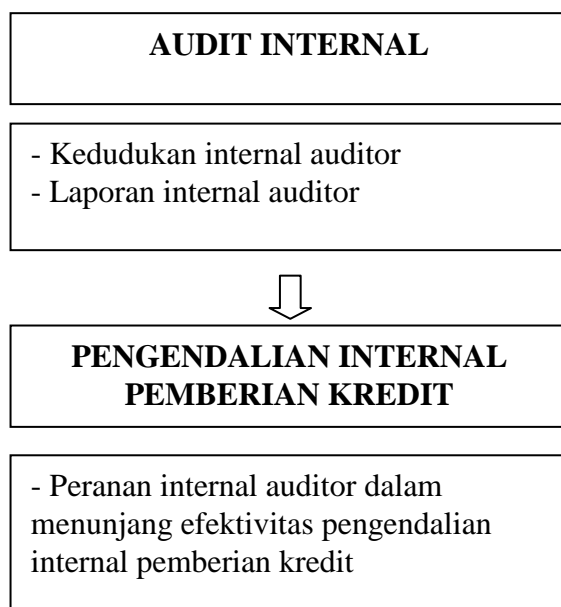 AUDIT INTERNAL
- Kedudukan internal auditor
- Laporan internal auditor
PENGENDALIAN INTERNAL
PEMBERIAN KREDIT
- Peranan internal auditor dalam
menunjang efektivitas pengendalian
internal pemberian kredit